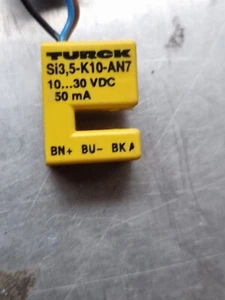 TURCK
Si3,5-K10-AN7
10...30 VDC
50 mA
BN+ BU- BK A